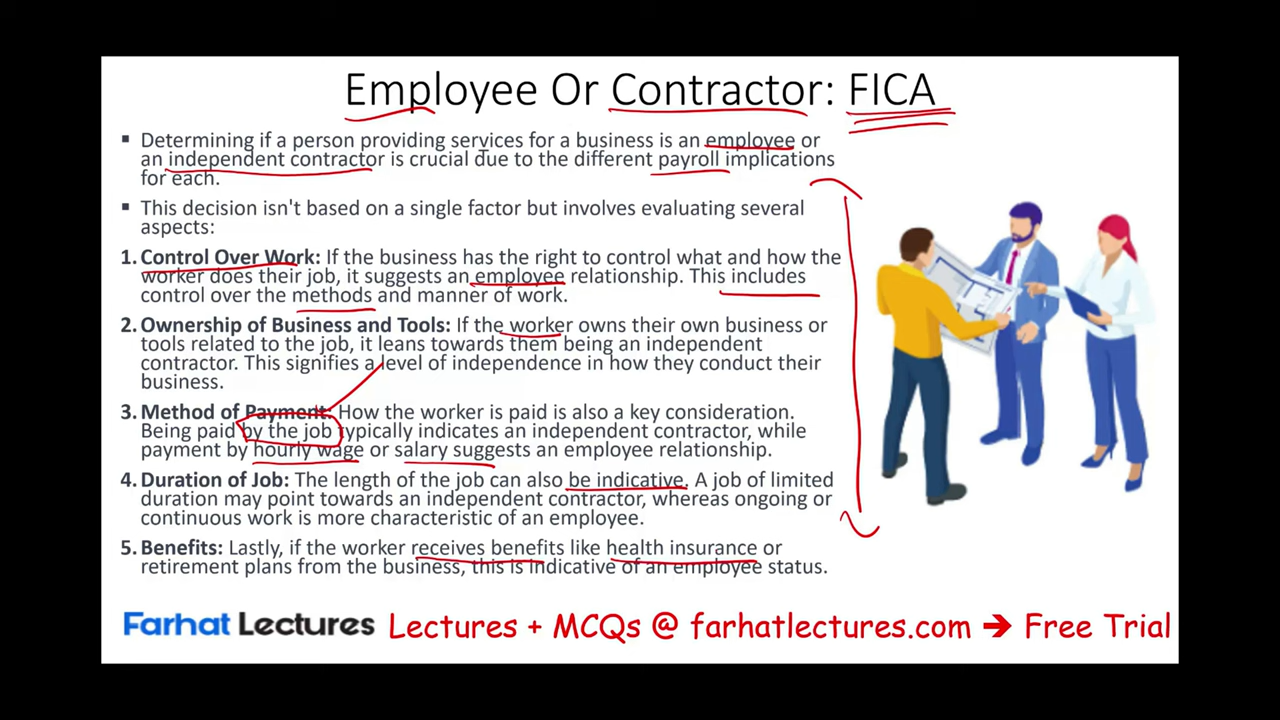 Employee Or Contractor: FICA
▪ Determining if a person providing services for a business is an employee or
an independent contractor is crucial due to the different payroll implications
for each.
▪ This decision isn't based on a single factor but involves evaluating several
aspects:
1. Control Over Work: If the business has the right to control what and how the
worker does their job, it suggests an employee relationship. This includes
control over the methods and manner of work.
2. Ownership of Business and Tools: If the worker owns their own business or
tools related to the job, it leans towards them being an independent
contractor. This signifies a level of independence in how they conduct their
business.
3. Method of Payment: How the worker is paid is also a key consideration.
Being paid by the job typically indicates an independent contractor, while
payment by hourly wage or salary suggests an employee relationship.
4. Duration of Job: The length of the job can also be indicative. A job of limited
duration may point towards an independent contractor, whereas ongoing or
continuous work is more characteristic of an employee.
5. Benefits: Lastly, if the worker receives benefits like health insurance or
retirement plans from the business, this is indicative of an employee status.
Farhat Lectures Lectures + MCQs @ farhatlectures.com → Free Trial